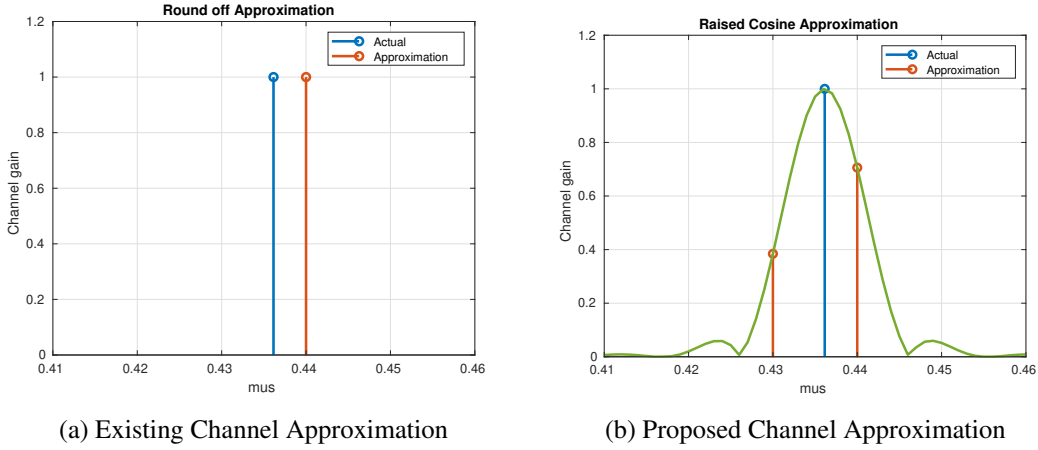 Round off Approximation
1.2
1
0.8
0.6
0.4
0.2
0
Channel gain
Actual
Approximation
0.41 0.42 0.43 0.44 0.45 0.46
mus
(a) Existing Channel Approximation
Raised Cosine Approximation
1.2
1
0.8
0.6
0.4
0.2
0
Channel gain
Actual
Approximation
0.41 0.42 0.43 0.44 0.45 0.46
mus
(b) Proposed Channel Approximation